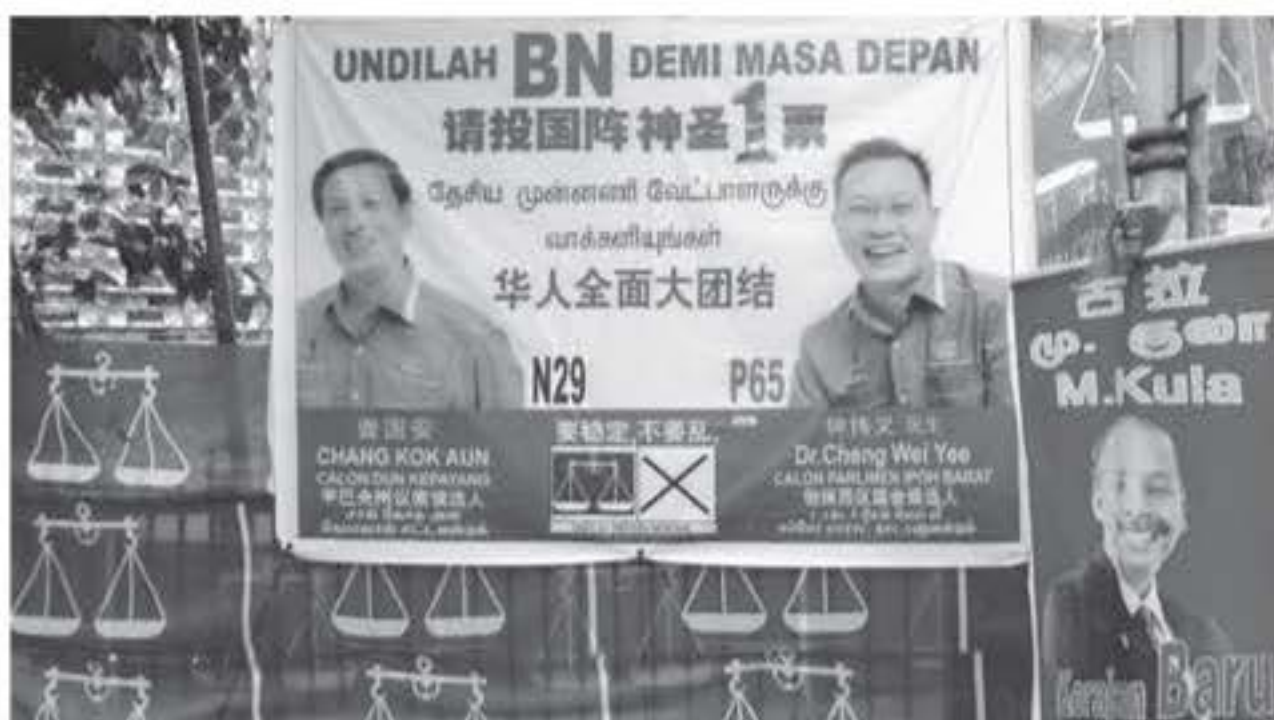 UNDILAH BN DEMI MASA DEPAN
请投国阵神圣1票
தேசிய முன்னணி வேட்பாளருக்கு
வாக்களியுங்கள்
华人全面大团结
N29
P65
CHANG KOK AUN
CALON DUN KEPAYANG
要稳定 不要乱
Dr.Cheng Wei Yee
CALON PARLIMEN IPOH BARAT
古拉
மு. குலா
M.Kula
Kerajaan Baru